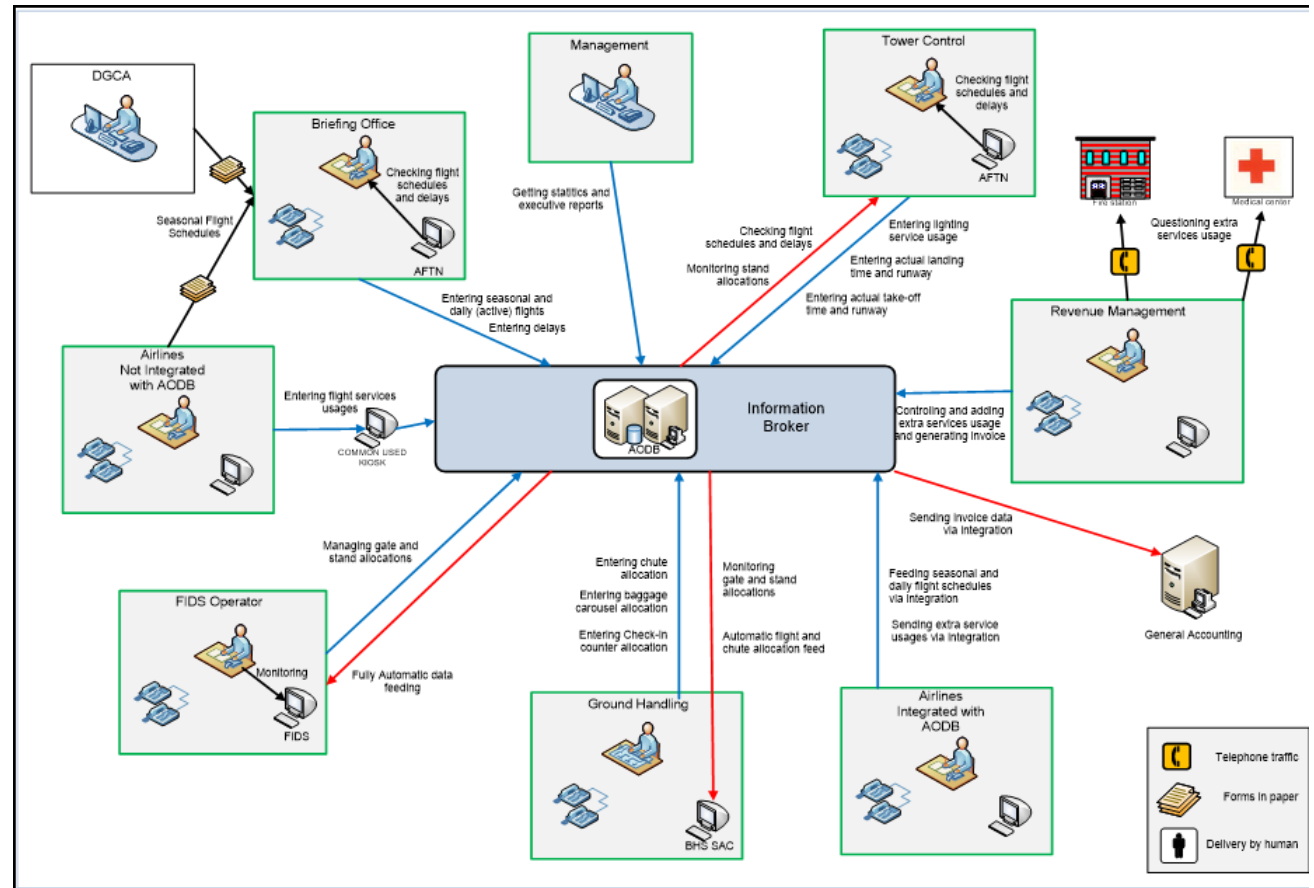 DGCA
Seasonal Flight
Schedules
Briefing Office
Checking flight
schedules
and delays
AFTN
Management
Getting statitics and
executive reports
Tower Control
Checking flight
schedules
and delays
AFTN
Fire station
Medical center
Questioning extra
services usage
Entering seasonal and
daily (active) flights
Entering delays
Checking flight
schedules and delays
Monitoring stand
allocations
Entering lighting
service usage
Entering actual landing
time and runway
Entering actual take-off
time and runway
Revenue Management
Airlines
Not Integrated
with AODB
Entering flight services
usages
COMMON USED
KIOSK
AODB
Information
Broker
Controling and adding
extra services usage
and generating invoice
Managing gate and
stand allocations
Entering chute
allocation
Entering baggage
carousel allocation
Entering Check-in
counter allocation
Monitoring
gate and stand
allocations
Automatic flight and
chute allocation feed
Feeding seasonal and
daily flight schedules
via integration
Sending extra service
usages via integration
Sending invoice data
via integration
General Accounting
FIDS Operator
Monitoring
FIDS
Fully Automatic data
feeding
Ground Handling
BHS SAC
Airlines
Integrated with
AODB
Telephone traffic
Forms in paper
Delivery by human